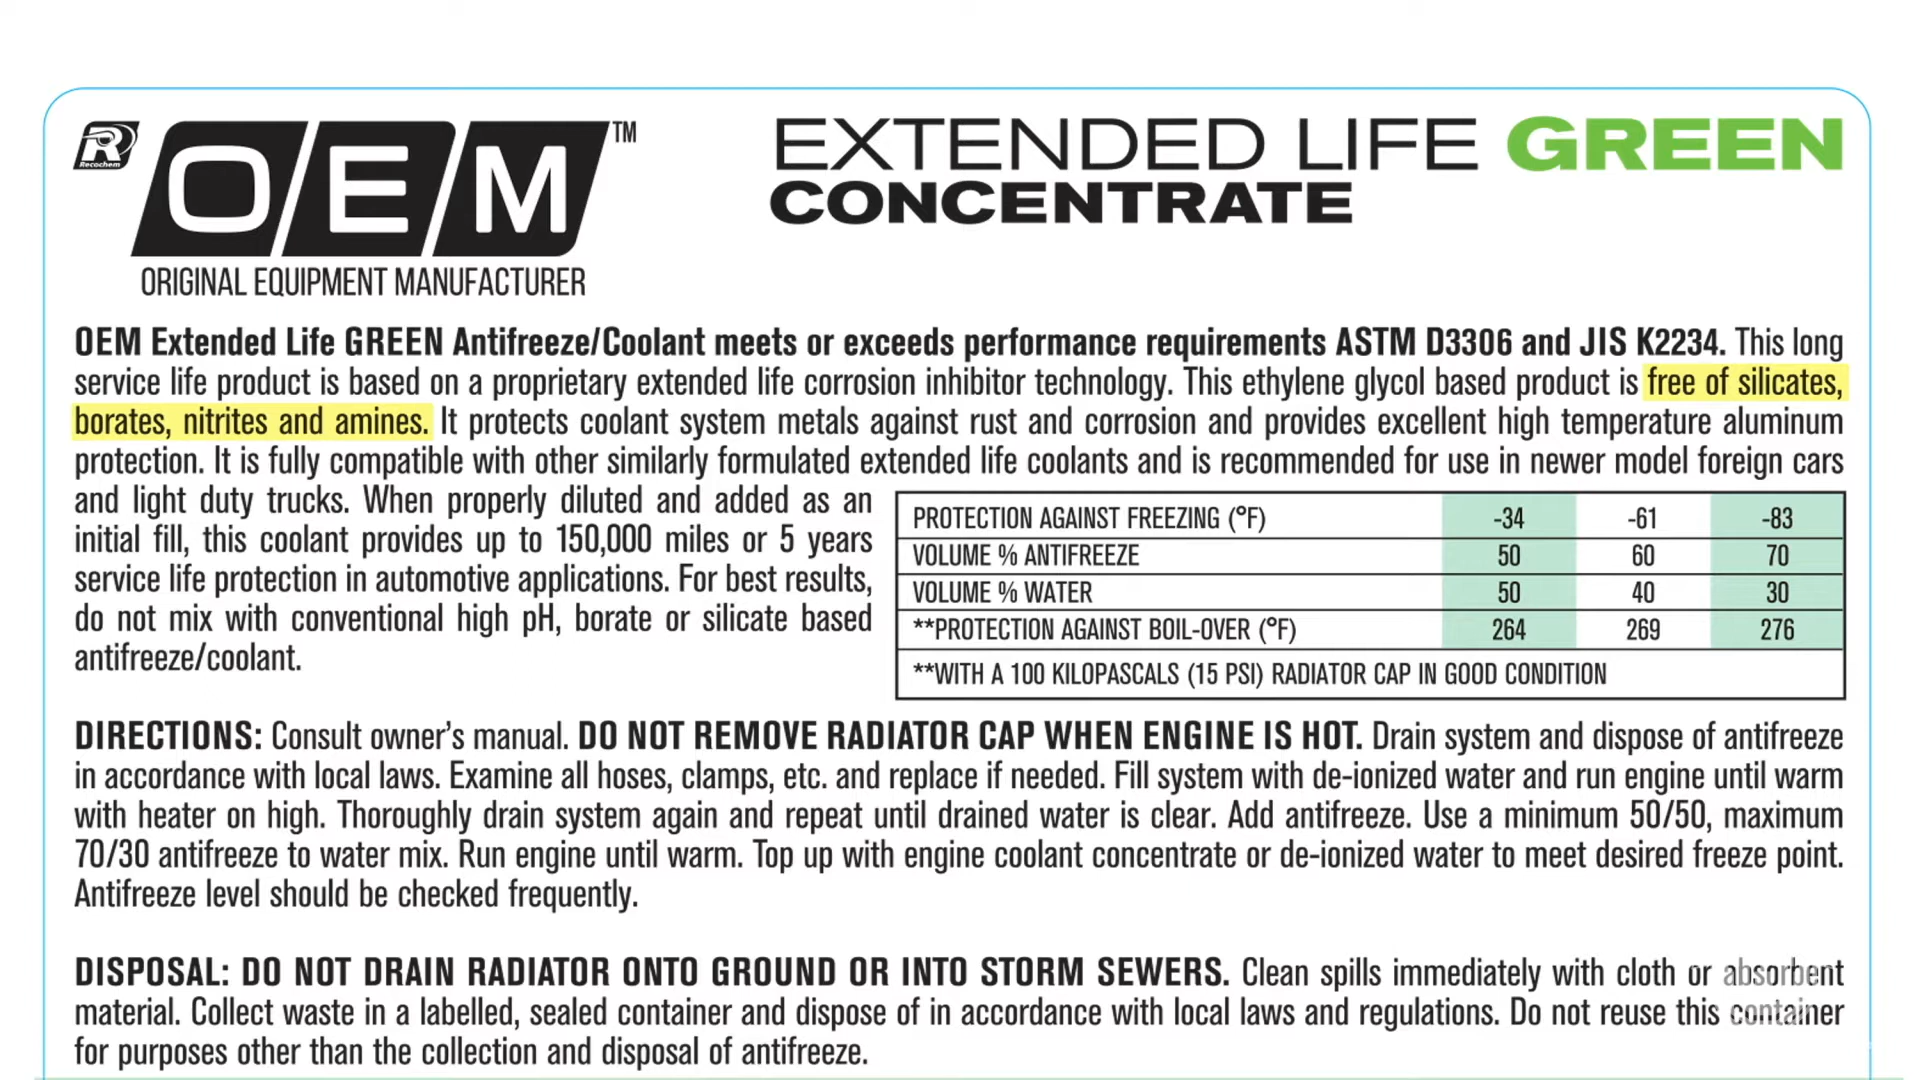 R
Recochem
OEM™
ORIGINAL EQUIPMENT MANUFACTURER
EXTENDED LIFE GREEN
CONCENTRATE
OEM Extended Life GREEN Antifreeze/Coolant meets or exceeds performance requirements ASTM D3306 and JIS K2234. This long
service life product is based on a proprietary extended life corrosion inhibitor technology. This ethylene glycol based product is free of silicates,
borates, nitrites and amines. It protects coolant system metals against rust and corrosion and provides excellent high temperature aluminum
protection. It is fully compatible with other similarly formulated extended life coolants and is recommended for use in newer model foreign cars
and light duty trucks. When properly diluted and added as an
initial fill, this coolant provides up to 150,000 miles or 5 years
service life protection in automotive applications. For best results,
do not mix with conventional high pH, borate or silicate based
antifreeze/coolant.
PROTECTION AGAINST FREEZING (°F) -34 -61 -83
VOLUME % ANTIFREEZE 50 60 70
VOLUME % WATER 50 40 30
**PROTECTION AGAINST BOIL-OVER (°F) 264 269 276
**WITH A 100 KILOPASCALS (15 PSI) RADIATOR CAP IN GOOD CONDITION
DIRECTIONS: Consult owner’s manual. DO NOT REMOVE RADIATOR CAP WHEN ENGINE IS HOT. Drain system and dispose of antifreeze
in accordance with local laws. Examine all hoses, clamps, etc. and replace if needed. Fill system with de-ionized water and run engine until warm
with heater on high. Thoroughly drain system again and repeat until drained water is clear. Add antifreeze. Use a minimum 50/50, maximum
70/30 antifreeze to water mix. Run engine until warm. Top up with engine coolant concentrate or de-ionized water to meet desired freeze point.
Antifreeze level should be checked frequently.
DISPOSAL: DO NOT DRAIN RADIATOR ONTO GROUND OR INTO STORM SEWERS. Clean spills immediately with cloth or absorbent
material. Collect waste in a labelled, sealed container and dispose of in accordance with local laws and regulations. Do not reuse this container
for purposes other than the collection and disposal of antifreeze.